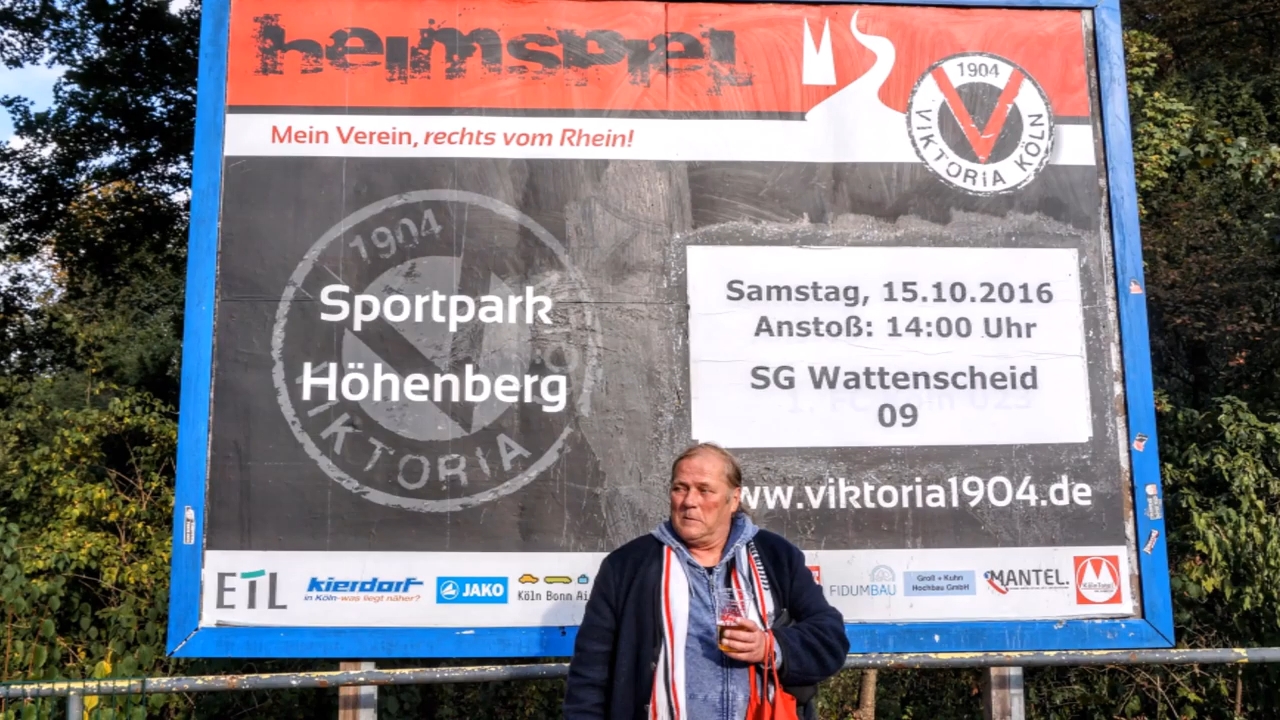 heimspiel
Mein Verein, rechts vom Rhein!
1904
VIKTORIA KÖLN
1904
VIKTORIA
Sportpark
Höhenberg
Samstag, 15.10.2016
Anstoß: 14:00 Uhr
SG Wattenscheid
09
www.viktoria1904.de
ETL
kierdorf
in Köln-was liegt näher?
JAKO
Köln Bonn Ai
FIDUMBAU
Groß + Kuhn
Hochbau GmbH
MANTEL.